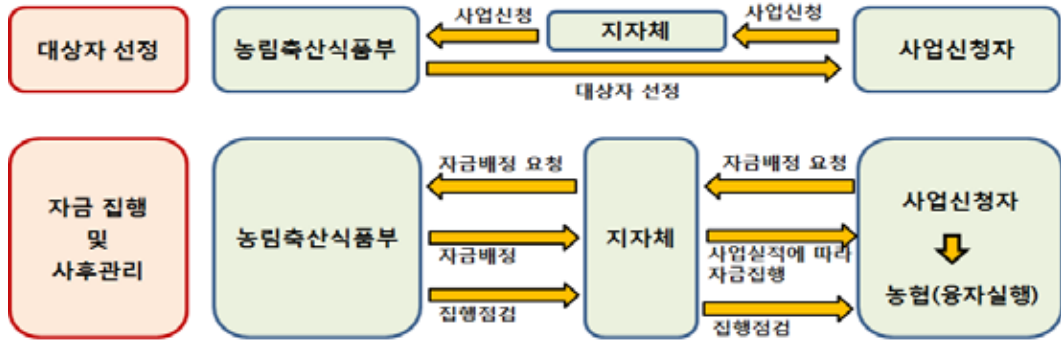 대상자 선정
농림축산식품부
사업신청
지자체
사업신청
사업신청자
대상자 선정
자금 집행
및
사후관리
농림축산식품부
자금배정 요청
자금배정
집행점검
지자체
자금배정 요청
사업실적에 따라
자금집행
집행점검
사업신청자
농협(융자실행)